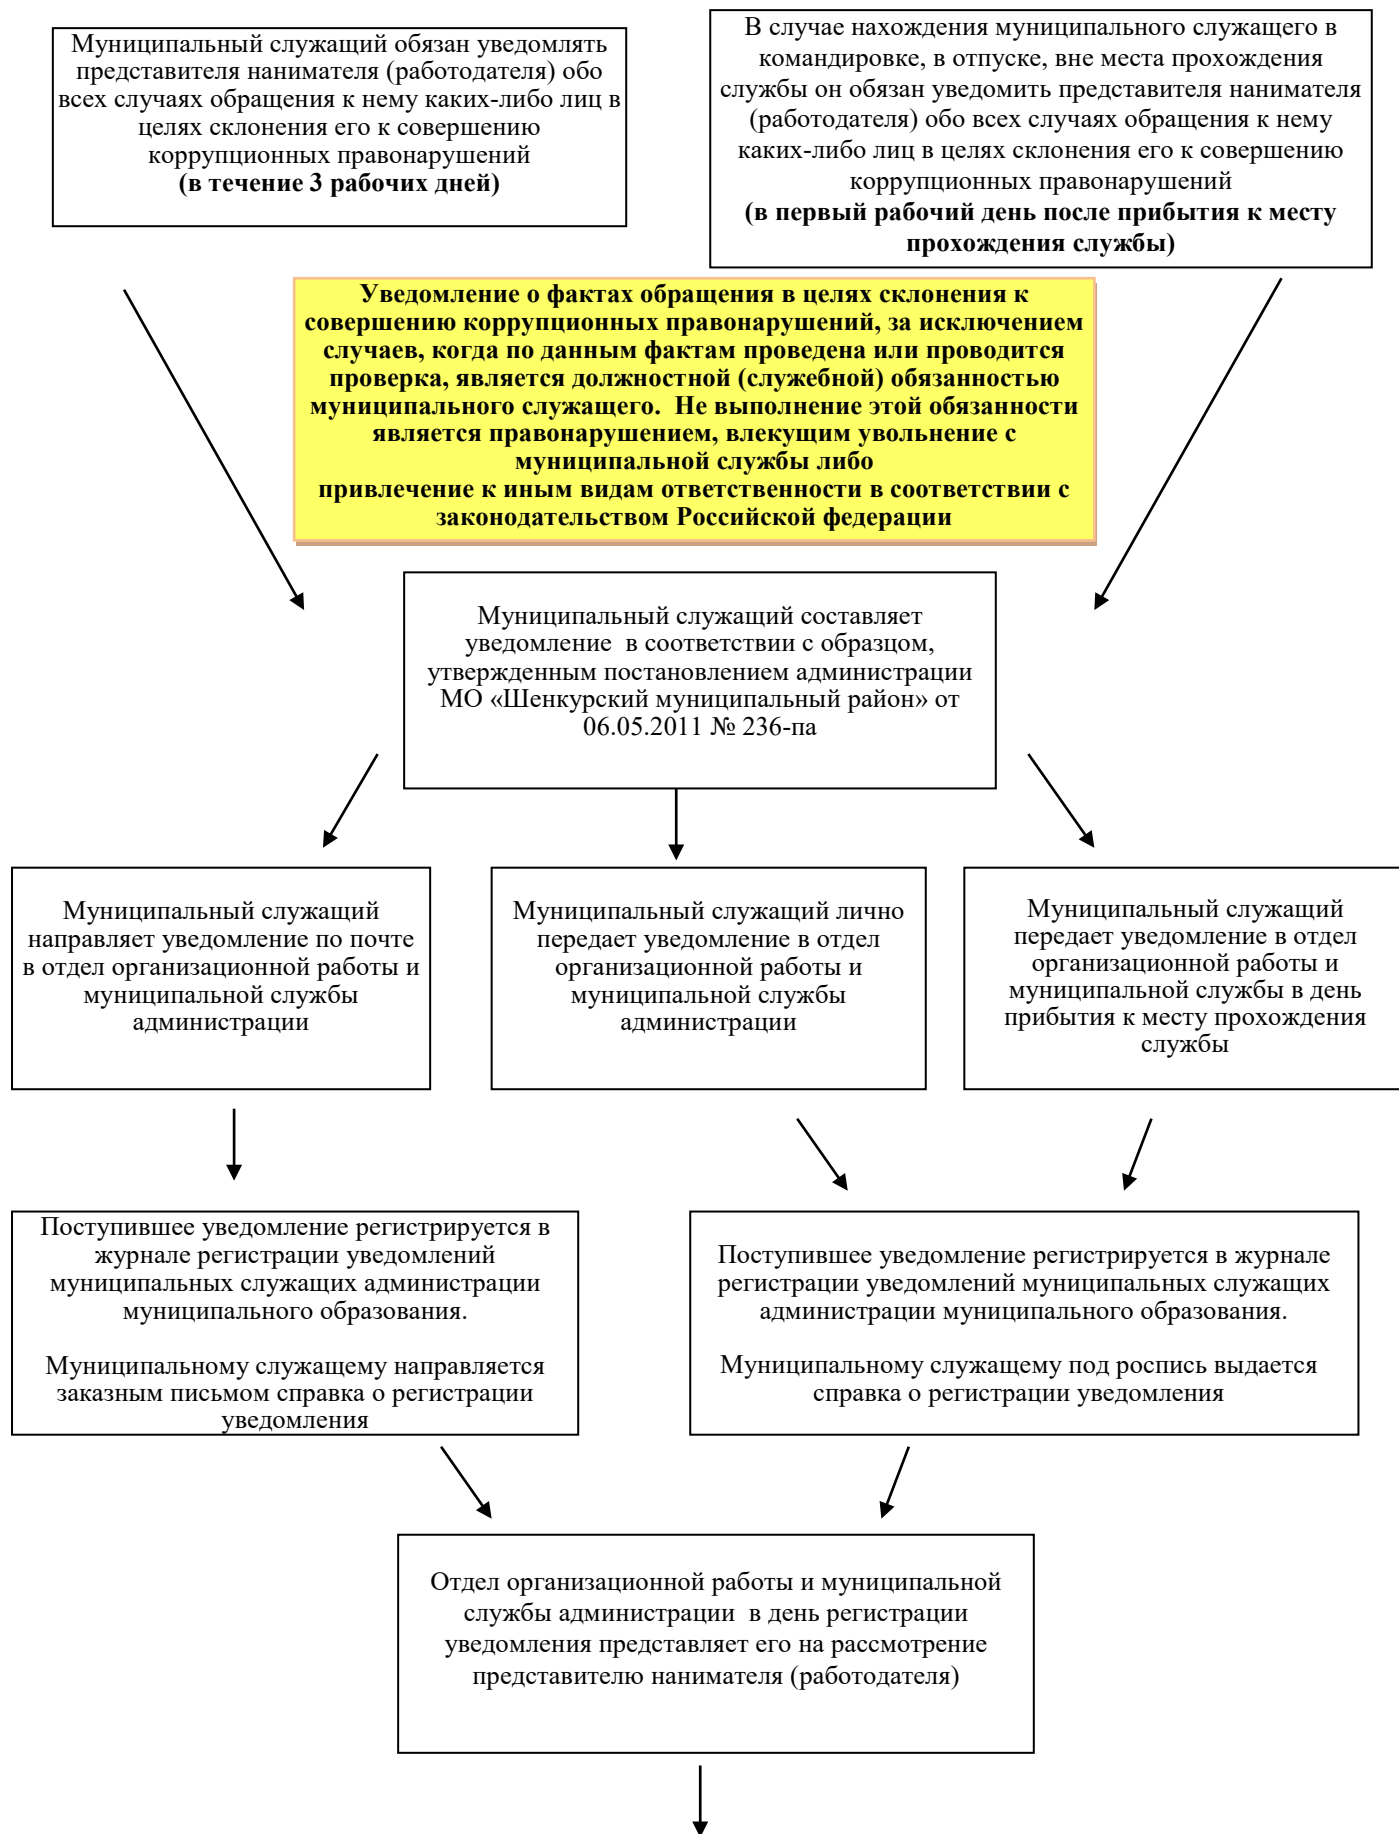 Муниципальный служащий обязан уведомлять
представителя нанимателя (работодателя) обо
всех случаях обращения к нему каких-либо лиц в
целях склонения его к совершению
коррупционных правонарушений
(в течение 3 рабочих дней)
В случае нахождения муниципального служащего в
командировке, в отпуске, вне места прохождения
службы он обязан уведомить представителя нанимателя
(работодателя) обо всех случаях обращения к нему
каких-либо лиц в целях склонения его к совершению
коррупционных правонарушений
(в первый рабочий день после прибытия к месту
прохождения службы)
Уведомление о фактах обращения в целях склонения к
совершению коррупционных правонарушений, за исключением
случаев, когда по данным фактам проведена или проводится
проверка, является должностной (служебной) обязанностью
муниципального служащего. Не выполнение этой обязанности
является правонарушением, влекущим увольнение с
муниципальной службы либо
привлечение к иным видам ответственности в соответствии с
законодательством Российской федерации
Муниципальный служащий составляет
уведомление в соответствии с образцом,
утвержденным постановлением администрации
МО «Шенкурский муниципальный район» от
06.05.2011 № 236-па
Муниципальный служащий
направляет уведомление по почте
в отдел организационной работы и
муниципальной службы
администрации
Муниципальный служащий лично
передает уведомление в отдел
организационной работы и
муниципальной службы
администрации
Муниципальный служащий
передает уведомление в отдел
организационной работы и
муниципальной службы в день
прибытия к месту прохождения
службы
Поступившее уведомление регистрируется в
журнале регистрации уведомлений
муниципальных служащих администрации
муниципального образования.
Муниципальному служащему направляется
заказным письмом справка о регистрации
уведомления
Поступившее уведомление регистрируется в журнале
регистрации уведомлений муниципальных служащих
администрации муниципального образования.
Муниципальному служащему под роспись выдается
справка о регистрации уведомления
Отдел организационной работы и муниципальной
службы администрации в день регистрации
уведомления представляет его на рассмотрение
представителю нанимателя (работодателя)